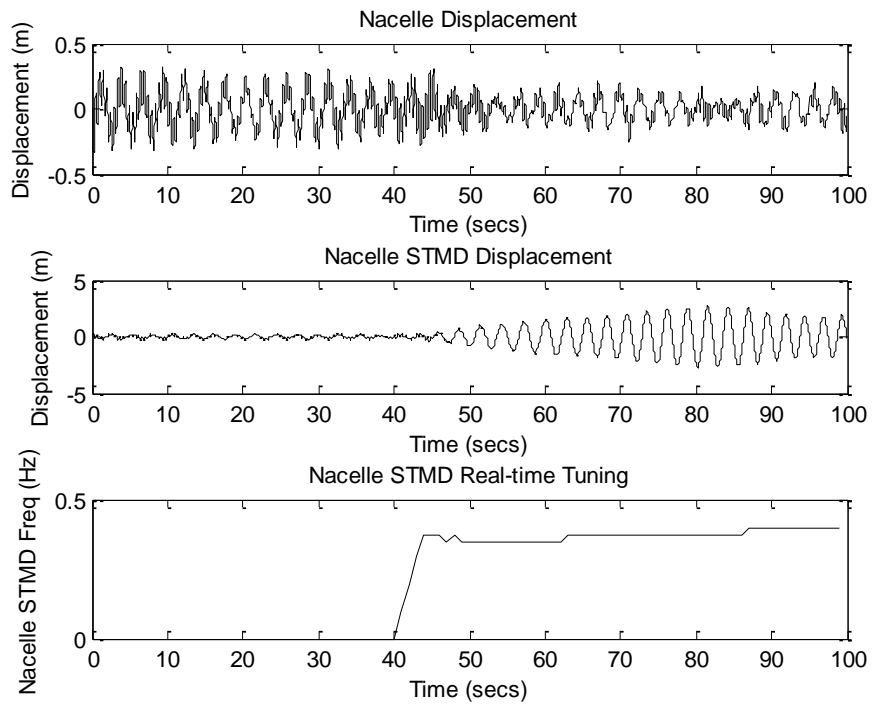 Nacelle Displacement
Displacement (m)
0.5
0
-0.5
0 10 20 30 40 50 60 70 80 90 100
Time (secs)
Nacelle STMD Displacement
Displacement (m)
5
0
-5
0 10 20 30 40 50 60 70 80 90 100
Time (secs)
Nacelle STMD Real-time Tuning
Nacelle STMD Freq (Hz)
0.5
0
0 10 20 30 40 50 60 70 80 90 100
Time (secs)